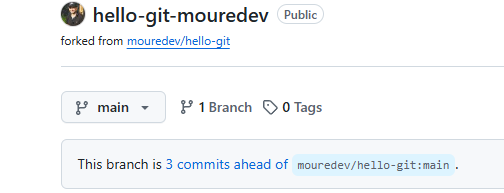 hello-git-mouredev Public
forked from mouredev/hello-git
main 1 Branch 0 Tags
This branch is 3 commits ahead of mouredev/hello-git:main.